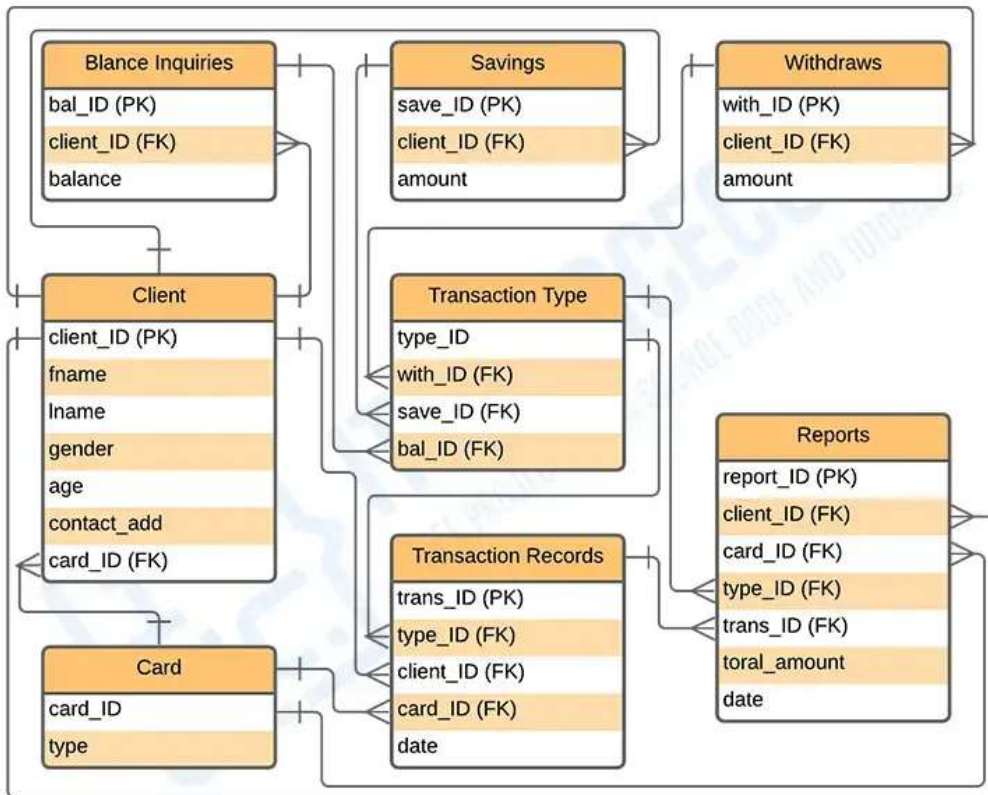 Blance Inquiries
bal_ID (PK)
client_ID (FK)
balance
Savings
save_ID (PK)
client_ID (FK)
amount
Withdraws
with_ID (PK)
client_ID (FK)
amount
Client
client_ID (PK)
fname
lname
gender
age
contact_add
card_ID (FK)
Transaction Type
type_ID
with_ID (FK)
save_ID (FK)
bal_ID (FK)
Reports
report_ID (PK)
client_ID (FK)
card_ID (FK)
type_ID (FK)
trans_ID (FK)
toral_amount
date
Transaction Records
trans_ID (PK)
type_ID (FK)
client_ID (FK)
card_ID (FK)
date
Card
card_ID
type